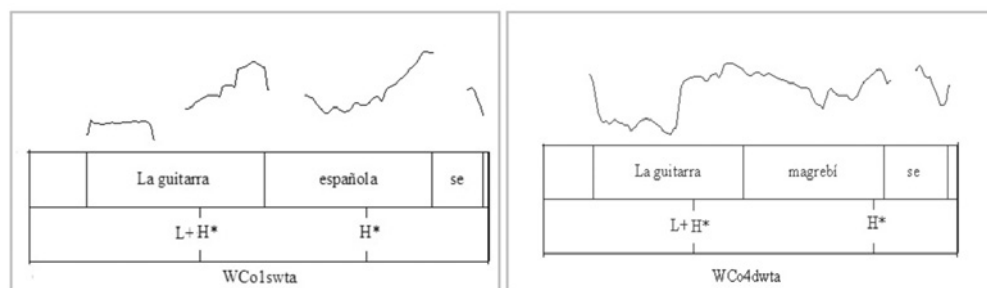 La guitarra española se
L+H* H*
WCo1swta
La guitarra magrebí se
L+H* H*
WCo4dwta